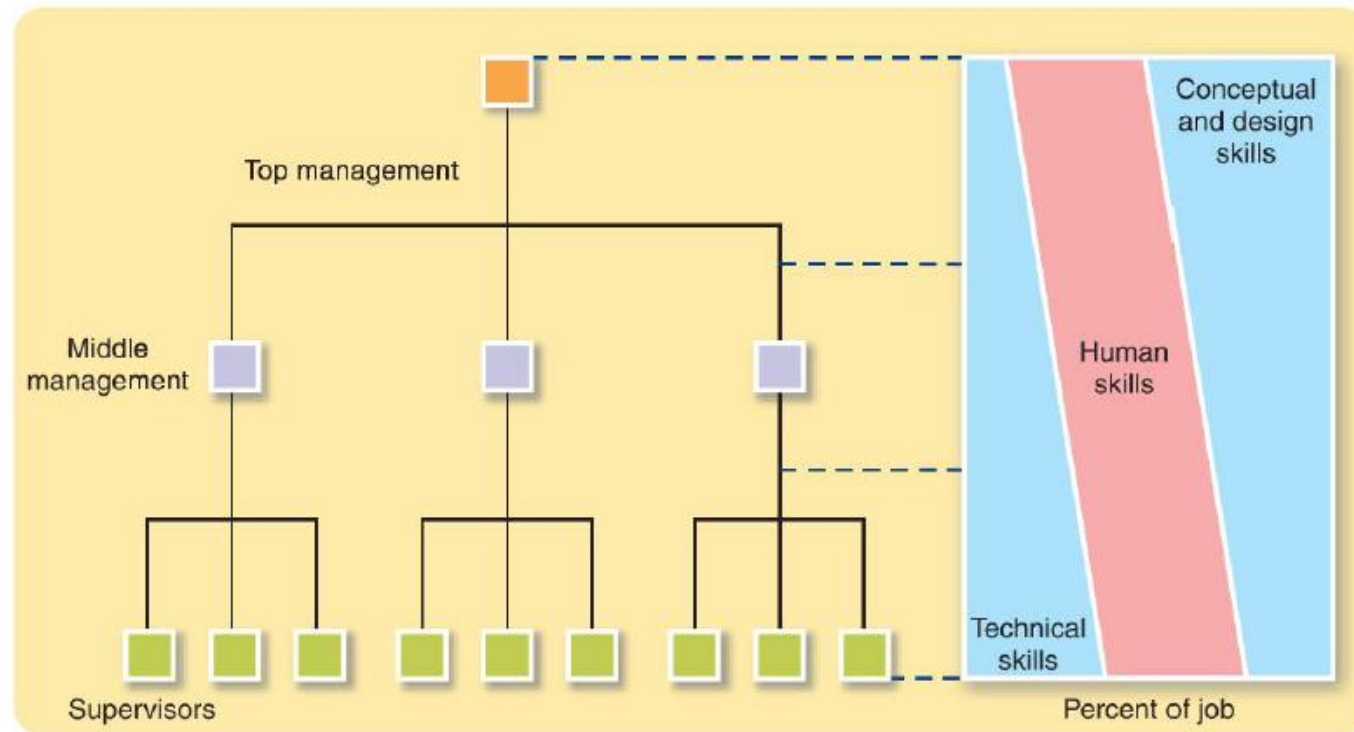 Top management
Middle
management
Supervisors
Conceptual
and design
skills
Human
skills
Technical
skills
Percent of job